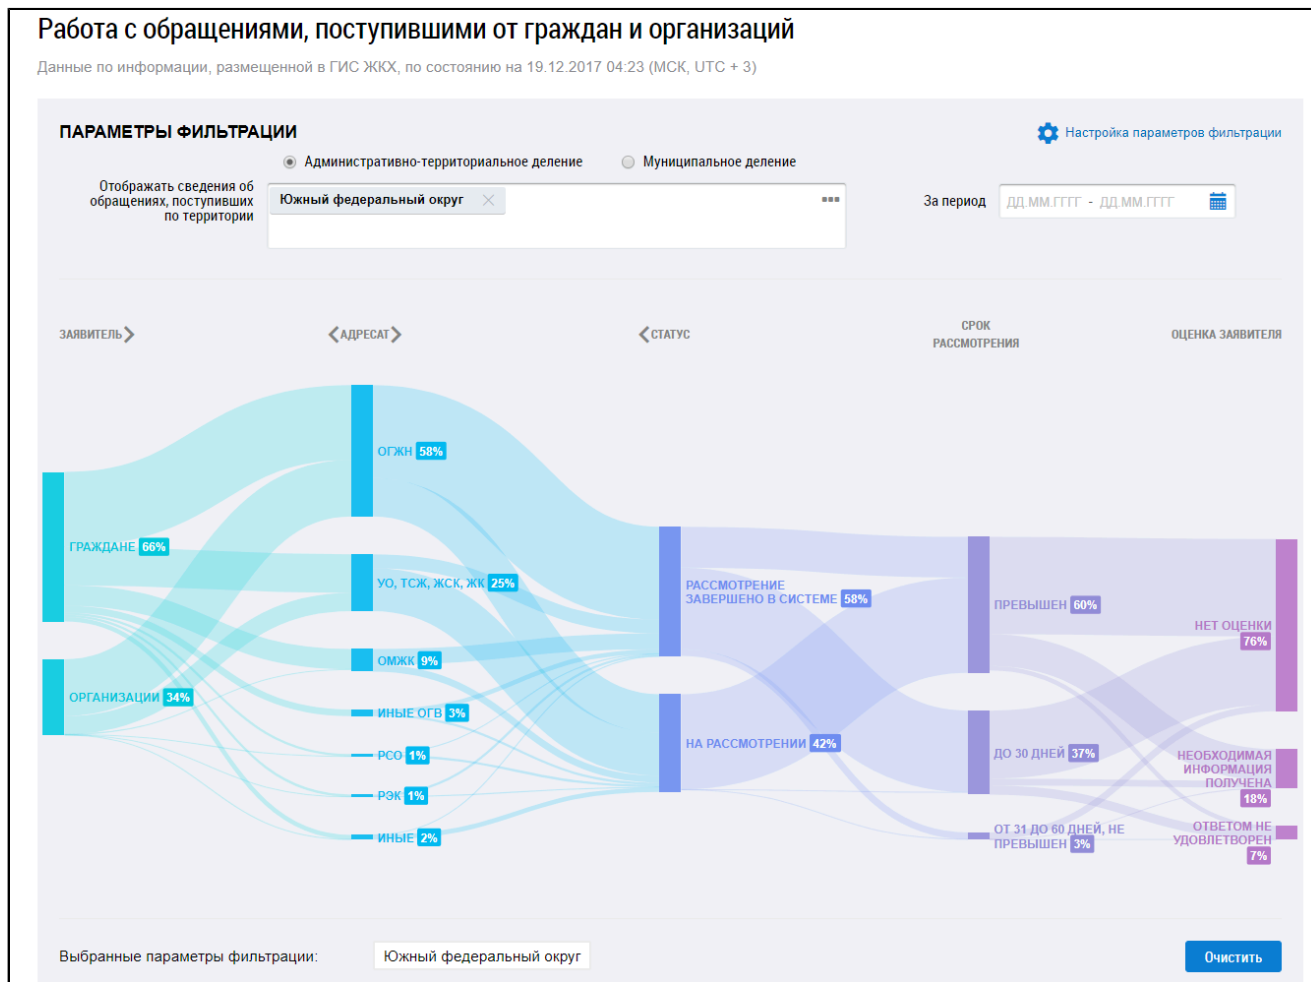 Работа с обращениями, поступившими от граждан и организаций
Данные по информации, размещенной в ГИС ЖКХ, по состоянию на 19.12.2017 04:23 (МСК, UTC + 3)
ПАРАМЕТРЫ ФИЛЬТРАЦИИ
Настройка параметров фильтрации
Административно-территориальное деление
Муниципальное деление
Отображать сведения об
обращениях, поступивших
по территории
Южный федеральный округ
За период
ДД.ММ.ГГГГ - ДД.ММ.ГГГГ
ЗАЯВИТЕЛЬ
АДРЕСАТ
СТАТУС
СРОК
РАССМОТРЕНИЯ
ОЦЕНКА ЗАЯВИТЕЛЯ
ГРАЖДАНЕ 66%
ОРГАНИЗАЦИИ 34%
ОГЖН 58%
УО, ТСЖ, ЖСК, ЖК 25%
ОМЖК 9%
ИНЫЕ ОГВ 3%
РСО 1%
РЭК 1%
ИНЫЕ 2%
РАССМОТРЕНИЕ
ЗАВЕРШЕНО В СИСТЕМЕ 58%
НА РАССМОТРЕНИИ 42%
ПРЕВЫШЕН 60%
ДО 30 ДНЕЙ 37%
ОТ 31 ДО 60 ДНЕЙ, НЕ
ПРЕВЫШЕН 3%
НЕТ ОЦЕНКИ
76%
НЕОБХОДИМАЯ
ИНФОРМАЦИЯ
ПОЛУЧЕНА
18%
ОТВЕТОМ НЕ
УДОВЛЕТВОРЕН
7%
Выбранные параметры фильтрации:
Южный федеральный округ
Очистить